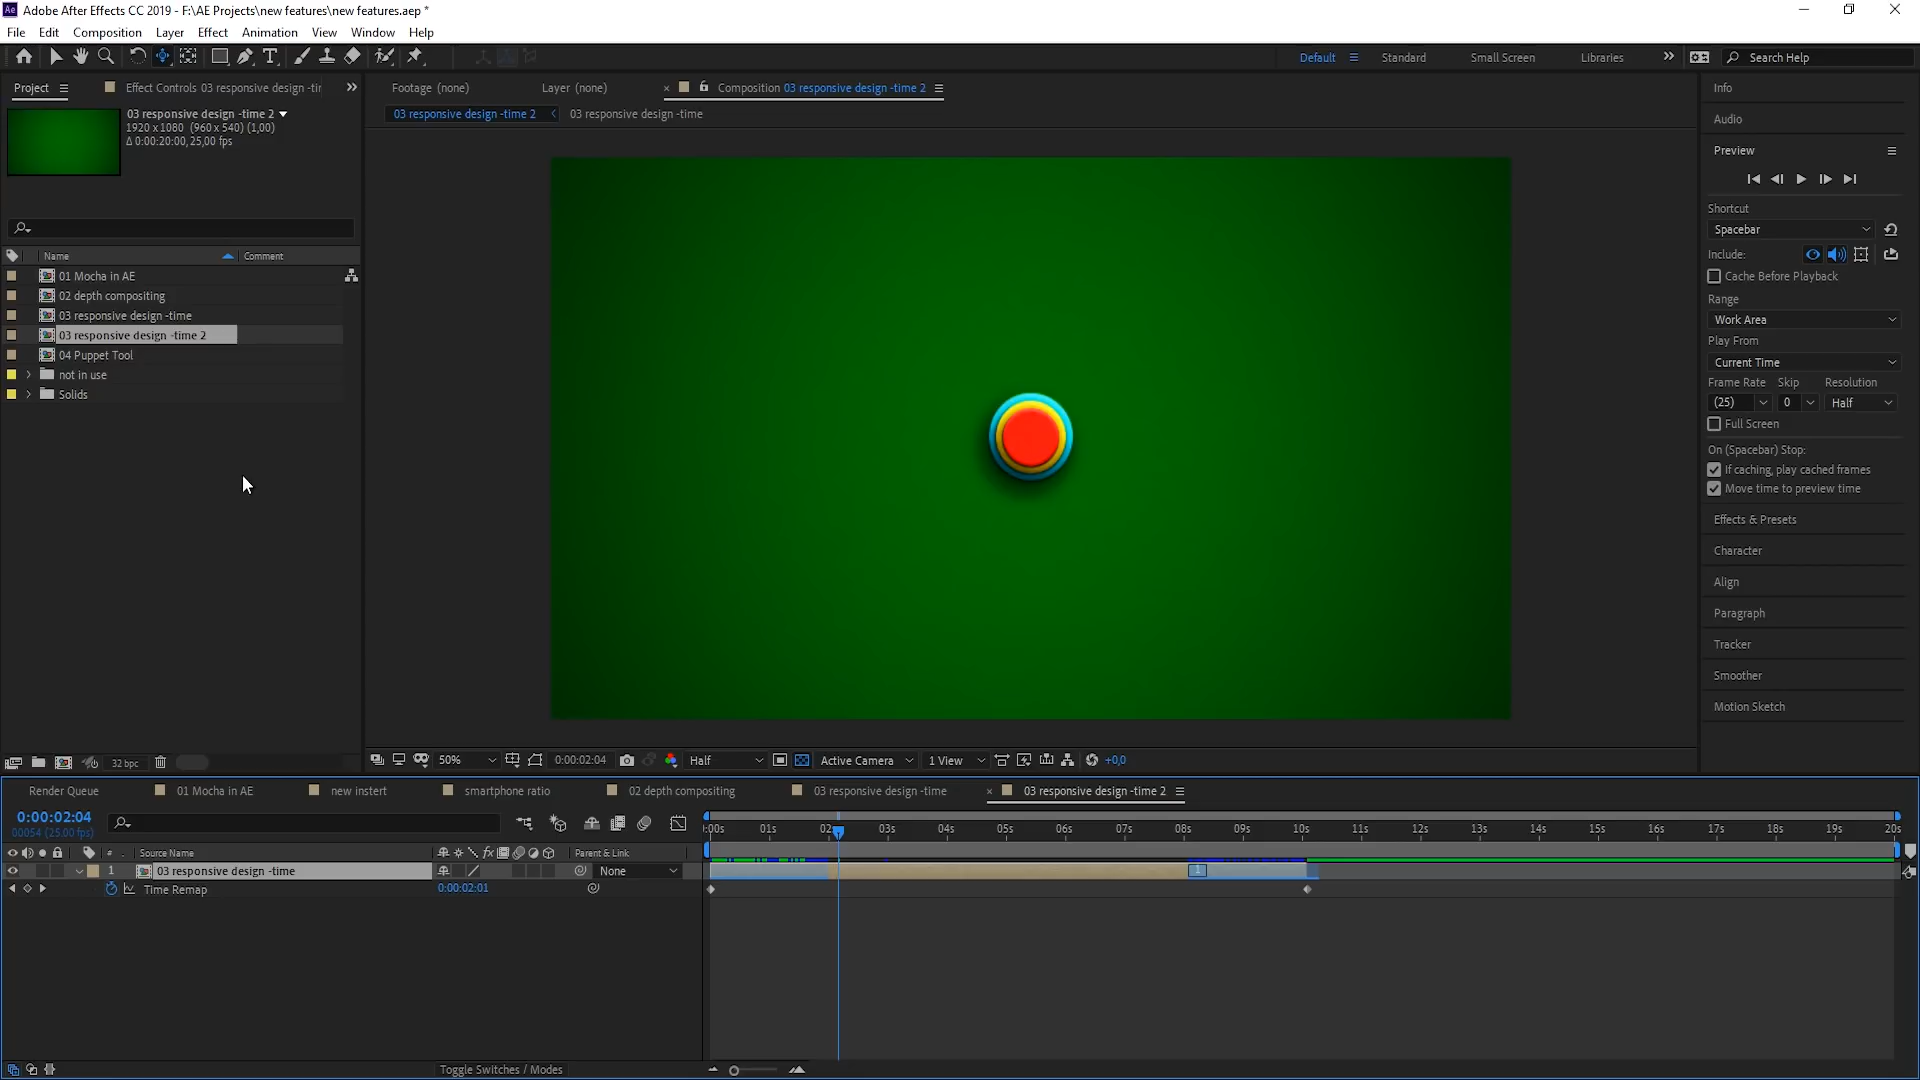 Ae Adobe After Effects CC 2019 - F:\AE Projects\new features\new features.aep *
File Edit Composition Layer Effect Animation View Window Help
Default Standard Small Screen Libraries Search Help
Project Effect Controls 03 responsive design -tir
Footage (none) Layer (none) Composition 03 responsive design -time 2
03 responsive design -time 2 03 responsive design -time
03 responsive design -time 2
1920 x 1080 (960 x 540) (1,00)
Δ 0:00:20:00, 25,00 fps
Name Comment
01 Mocha in AE
02 depth compositing
03 responsive design -time
03 responsive design -time 2
04 Puppet Tool
not in use
Solids
Info
Audio
Preview
Shortcut
Spacebar
Include:
Cache Before Playback
Range
Work Area
Play From
Current Time
Frame Rate Skip Resolution
(25) 0 Half
Full Screen
On (Spacebar) Stop:
If caching, play cached frames
Move time to preview time
Effects & Presets
Character
Align
Paragraph
Tracker
Smoother
Motion Sketch
32 bpc
50% 0:00:02:04 Half Active Camera 1 View +0,0
Render Queue 01 Mocha in AE new instert smartphone ratio 02 depth compositing 03 responsive design -time 03 responsive design -time 2
0:00:02:04
00054 (25.00 fps)
):00s 01s 02 03s 04s 05s 06s 07s 08s 09s 10s 11s 12s 13s 14s 15s 16s 17s 18s 19s 20s
# Source Name fx Parent & Link
1 03 responsive design -time None 1
Time Remap 0:00:02:01
Toggle Switches / Modes